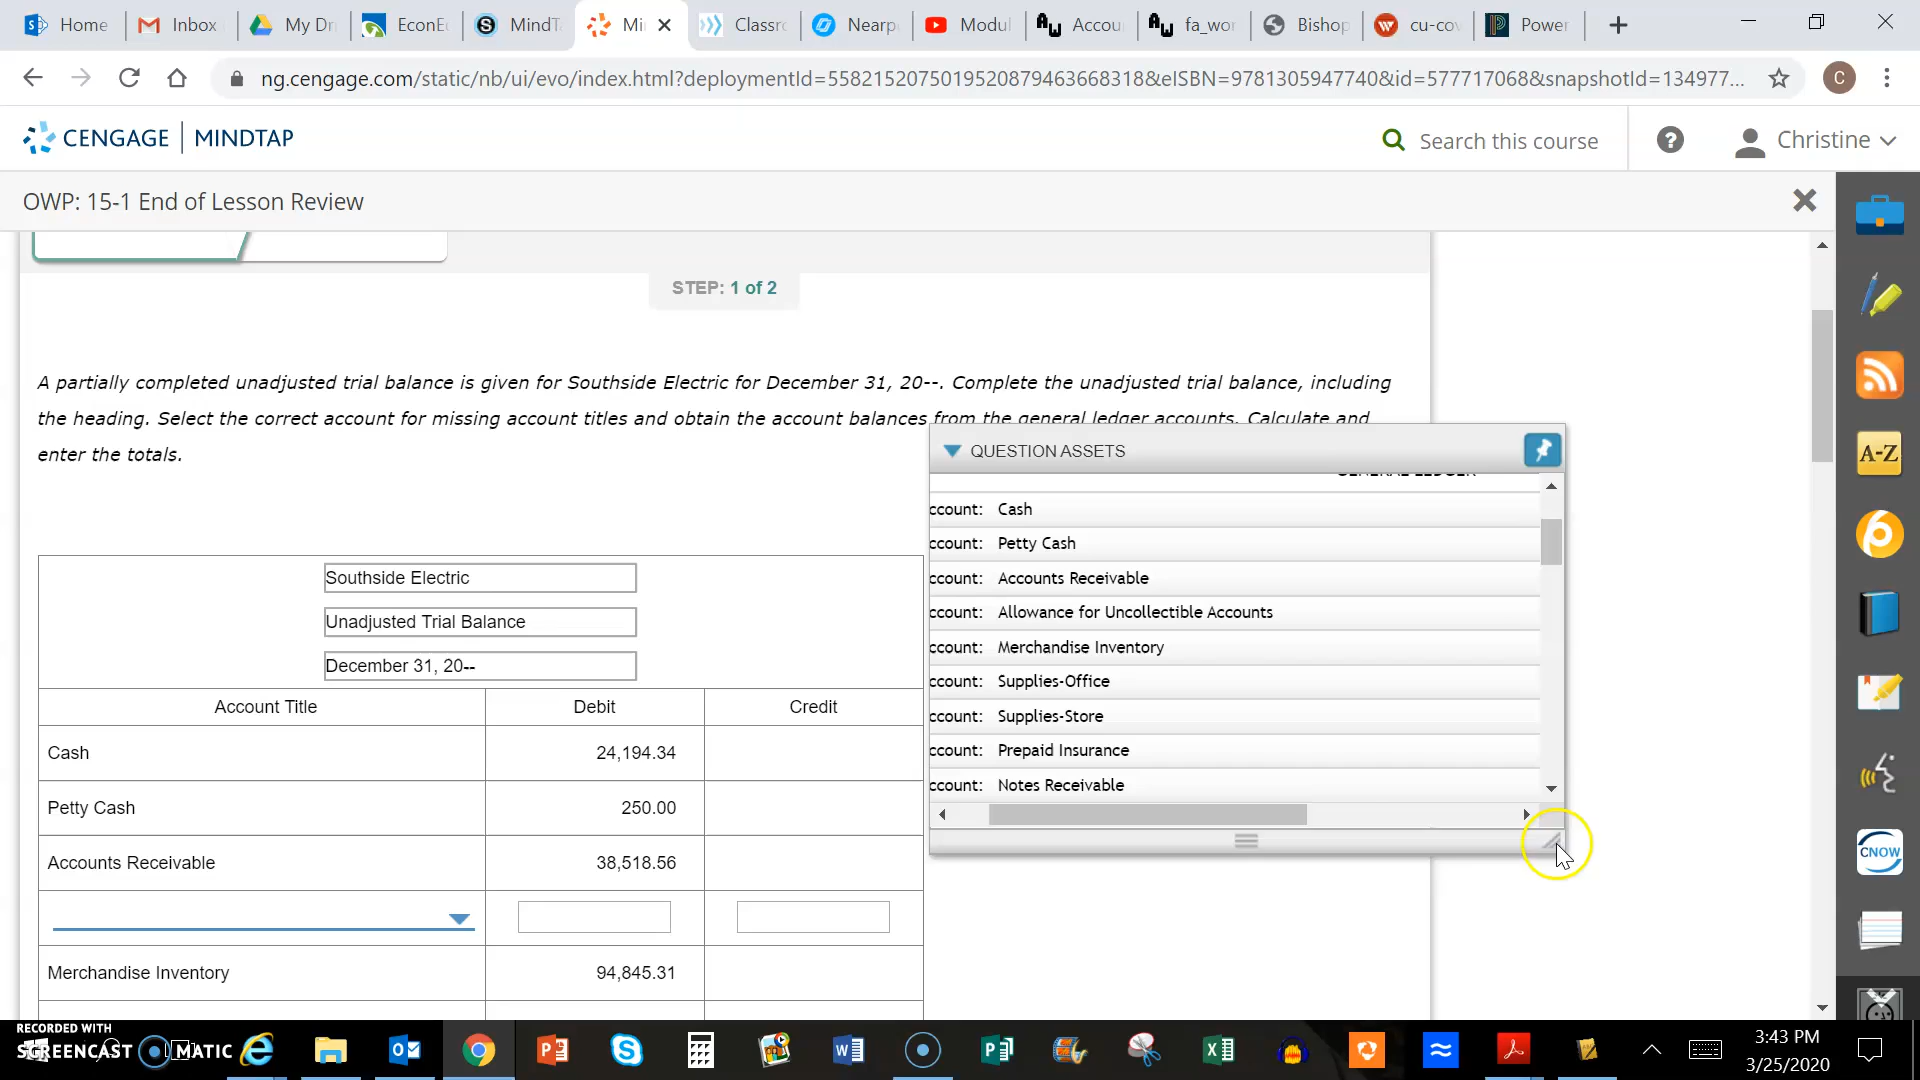 Home
Inbox
My Dri
EconE
MindT
Mi
Classro
Nearp
Modul
Accou
fa_wor
Bishop
cu-cov
Power
ng.cengage.com/static/nb/ui/evo/index.html?deploymentId=55821520750195208794636683​18&eISBN=9781305947740&id=577717068&snapshotId=134977...
C
CENGAGE | MINDTAP
Search this course
Christine
OWP: 15-1 End of Lesson Review
STEP: 1 of 2
A partially completed unadjusted trial balance is given for Southside Electric for December 31, 20--. Complete the unadjusted trial balance, including
the heading. Select the correct account for missing account titles and obtain the account balances from the general ledger accounts. Calculate and
enter the totals.
QUESTION ASSETS
GENERAL LEDGER
ccount: Cash
ccount: Petty Cash
ccount: Accounts Receivable
ccount: Allowance for Uncollectible Accounts
ccount: Merchandise Inventory
ccount: Supplies-Office
ccount: Supplies-Store
ccount: Prepaid Insurance
ccount: Notes Receivable
Southside Electric
Unadjusted Trial Balance
December 31, 20--
Account Title Debit Credit
Cash 24,194.34
Petty Cash 250.00
Accounts Receivable 38,518.56
Merchandise Inventory 94,845.31
A-Z
CNOW
RECORDED WITH
SCREENCAST MATIC
3:43 PM
3/25/2020